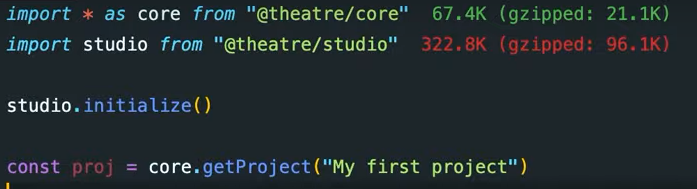 import * as core from "@theatre/core" 67.4K (gzipped: 21.1K)
import studio from "@theatre/studio" 322.8K (gzipped: 96.1K)
studio.initialize()
const proj = core.getProject("My first project")